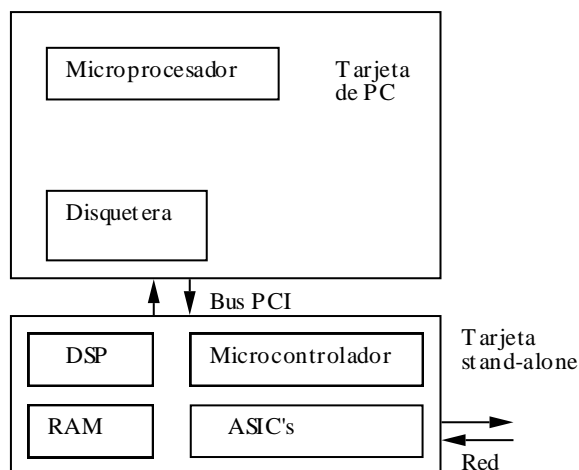 Microprocesador
Tarjeta
de PC
Disquetera
Bus PCI
DSP
Microcontrolador
Tarjeta
stand-alone
RAM
ASIC's
Red